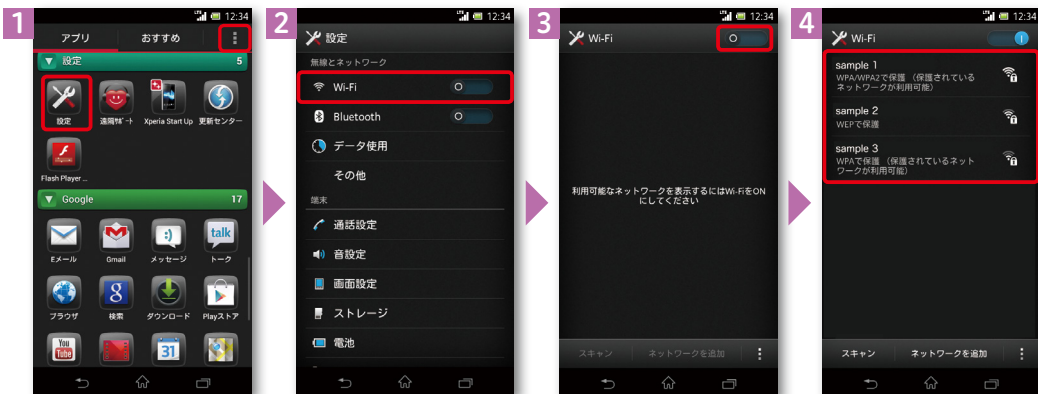 1
LTE 12:34
アプリ
おすすめ
設定 5
設定
遠隔ｻﾎﾟｰﾄ
Xperia Start Up
更新センター
Flash Player ...
Google 17
Eメール
Gmail
メッセージ
talk
トーク
ブラウザ
8
検索
ダウンロード
Playストア
You
Tube
31
2
LTE 12:34
設定
無線とネットワーク
Wi-Fi
Bluetooth
データ使用
その他
端末
通話設定
音設定
画面設定
ストレージ
電池
3
LTE 12:34
Wi-Fi
利用可能なネットワークを表示するにはWi-FiをON
にしてください
スキャン
ネットワークを追加
4
LTE 12:34
Wi-Fi
sample 1
WPA/WPA2で保護 （保護されている
ネットワークが利用可能）
sample 2
WEPで保護
sample 3
WPAで保護 （保護されているネット
ワークが利用可能）
スキャン
ネットワークを追加